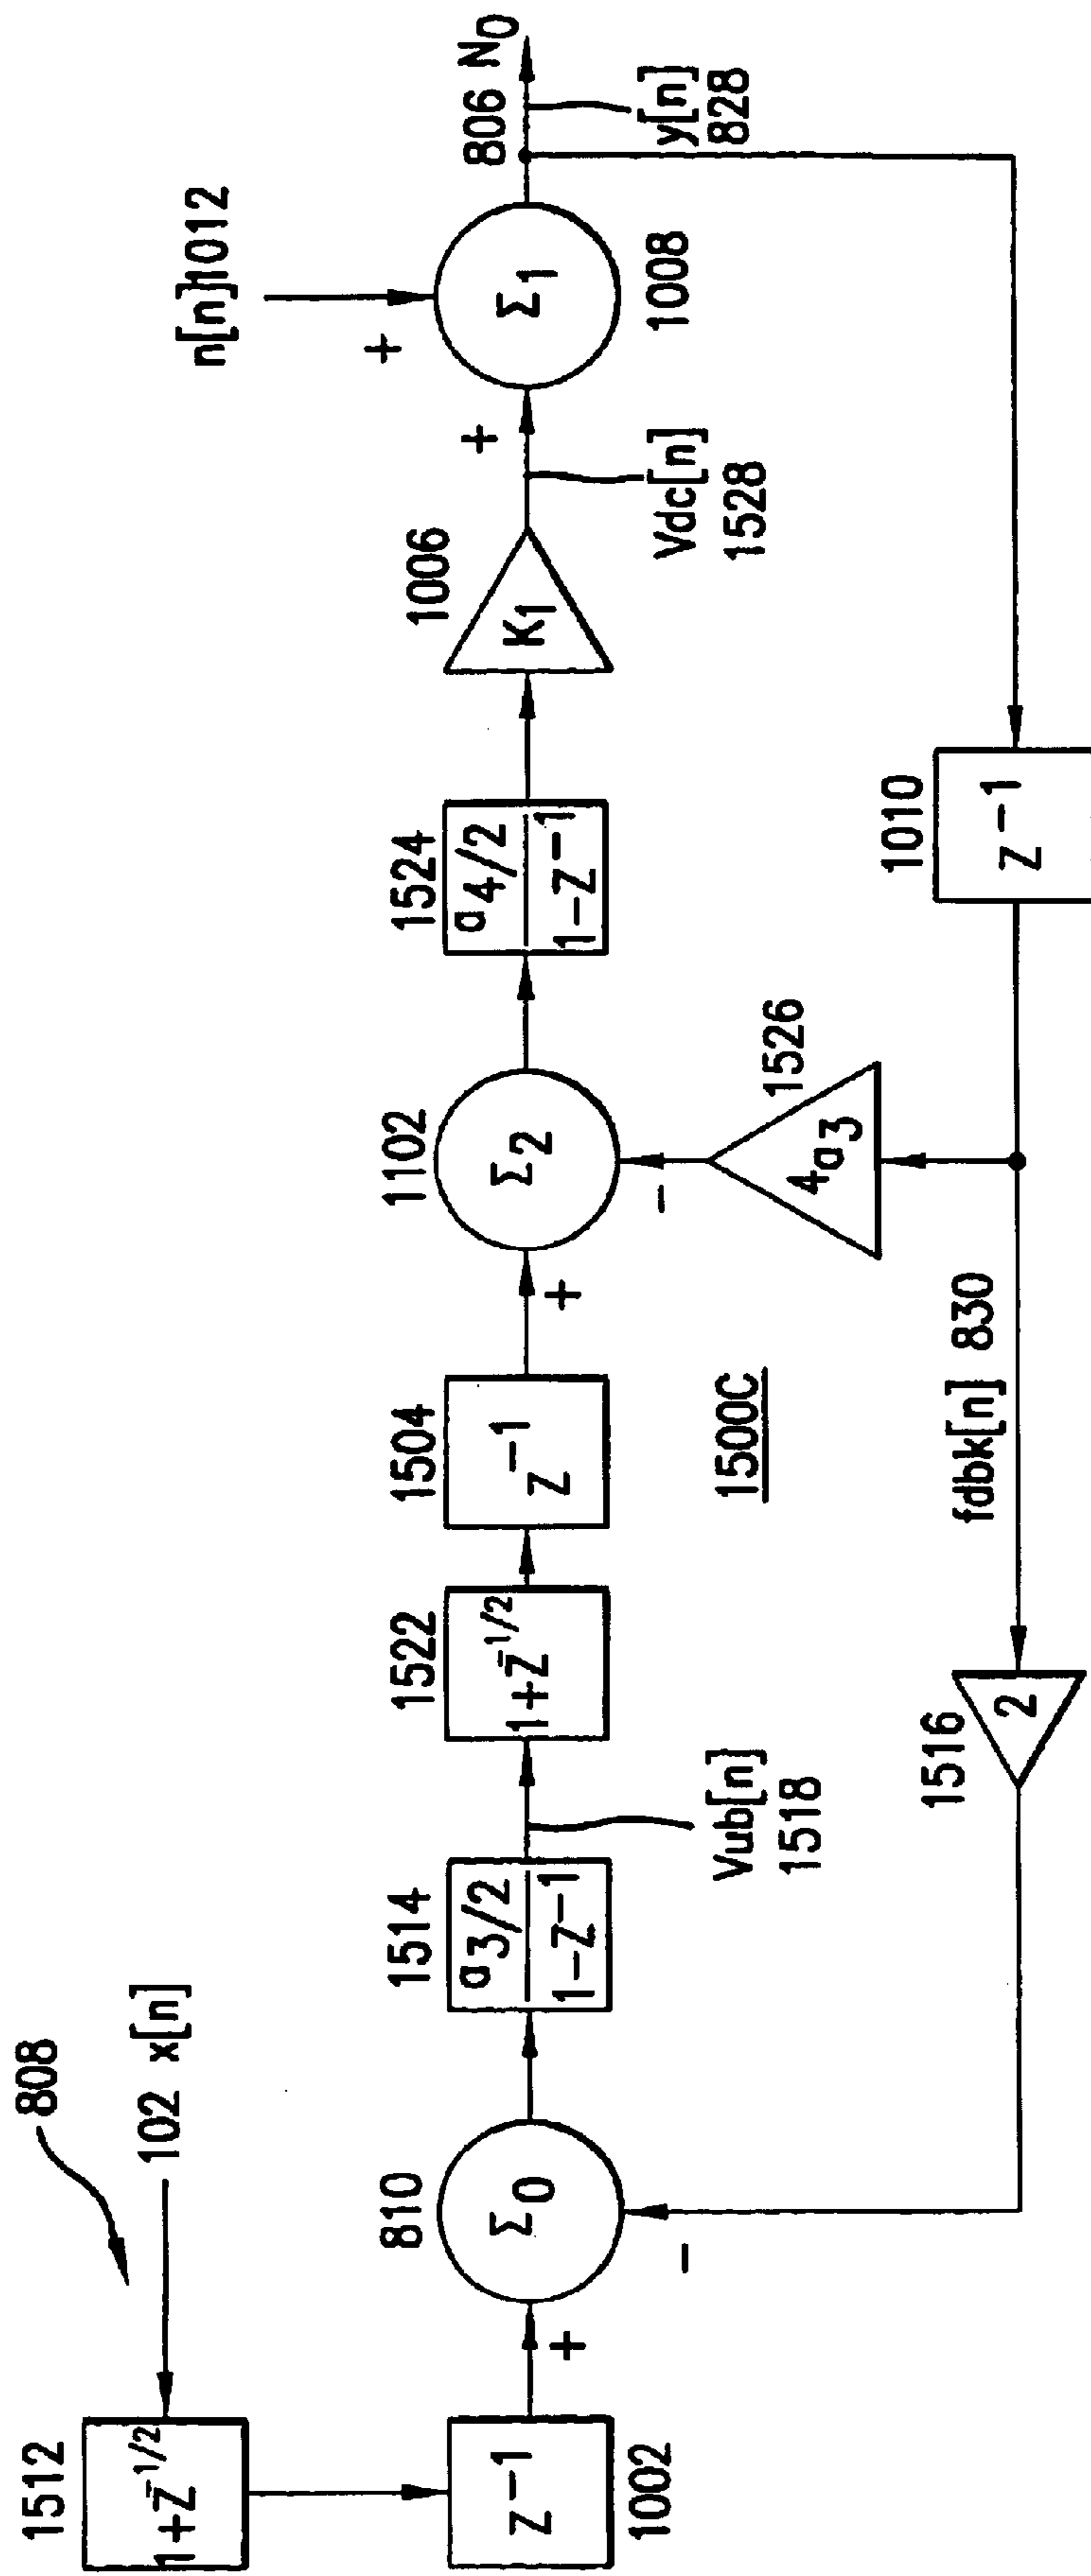 808
102 x[n]
1512
1+Z^-1/2
1002
Z^-1
810
Σ0
+
-
1514
a3/2
1-Z^-1
Vub[n]
1518
1522
1+Z^-1/2
1504
Z^-1
+
1102
Σ2
-
1526
4a3
1524
a4/2
1-Z^-1
1006
K1
Vdc[n]
1528
+
n[n] 1012
+
Σ1
1008
806 N0
y[n]
828
1010
Z^-1
fdbk[n] 830
1516
2
1500C